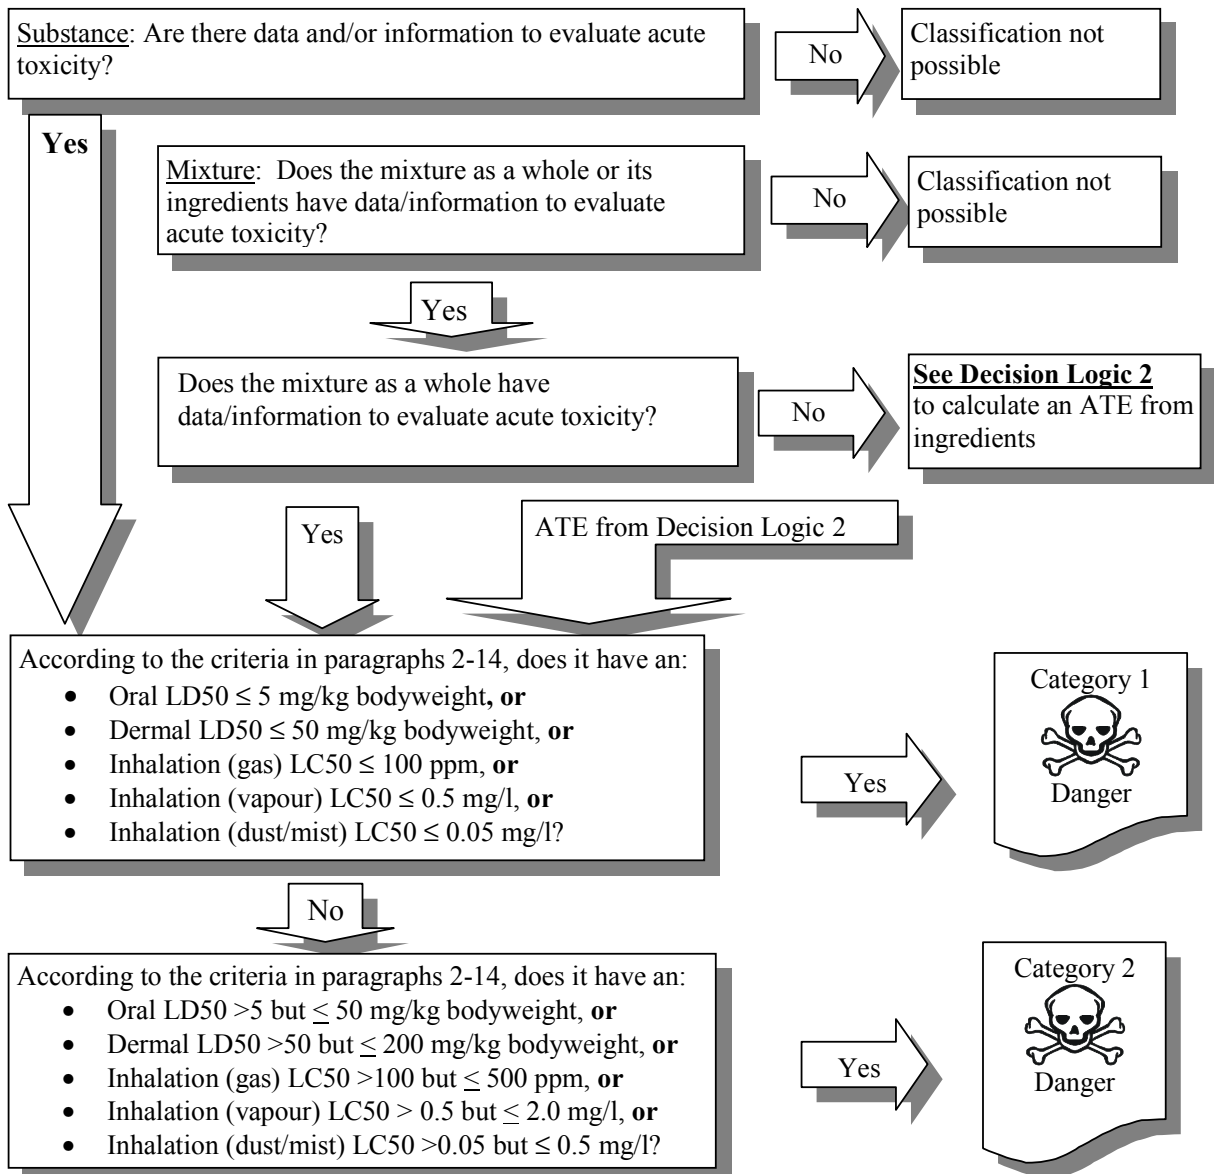 Substance: Are there data and/or information to evaluate acute
toxicity?
No
Classification not
possible
Yes
Mixture:  Does the mixture as a whole or its
ingredients have data/information to evaluate
acute toxicity?
No
Classification not
possible
Yes
Does the mixture as a whole have
data/information to evaluate acute toxicity?
No
See Decision Logic 2
to calculate an ATE from
ingredients
Yes
ATE from Decision Logic 2
According to the criteria in paragraphs 2-14, does it have an:
• Oral LD50 ≤ 5 mg/kg bodyweight, or
• Dermal LD50 ≤ 50 mg/kg bodyweight, or
• Inhalation (gas) LC50 ≤ 100 ppm, or
• Inhalation (vapour) LC50 ≤ 0.5 mg/l, or
• Inhalation (dust/mist) LC50 ≤ 0.05 mg/l?
Yes
Category 1
Danger
No
According to the criteria in paragraphs 2-14, does it have an:
• Oral LD50 >5 but ≤ 50 mg/kg bodyweight, or
• Dermal LD50 >50 but ≤ 200 mg/kg bodyweight, or
• Inhalation (gas) LC50 >100 but ≤ 500 ppm, or
• Inhalation (vapour) LC50 > 0.5 but ≤ 2.0 mg/l, or
• Inhalation (dust/mist) LC50 >0.05 but ≤ 0.5 mg/l?
Yes
Category 2
Danger